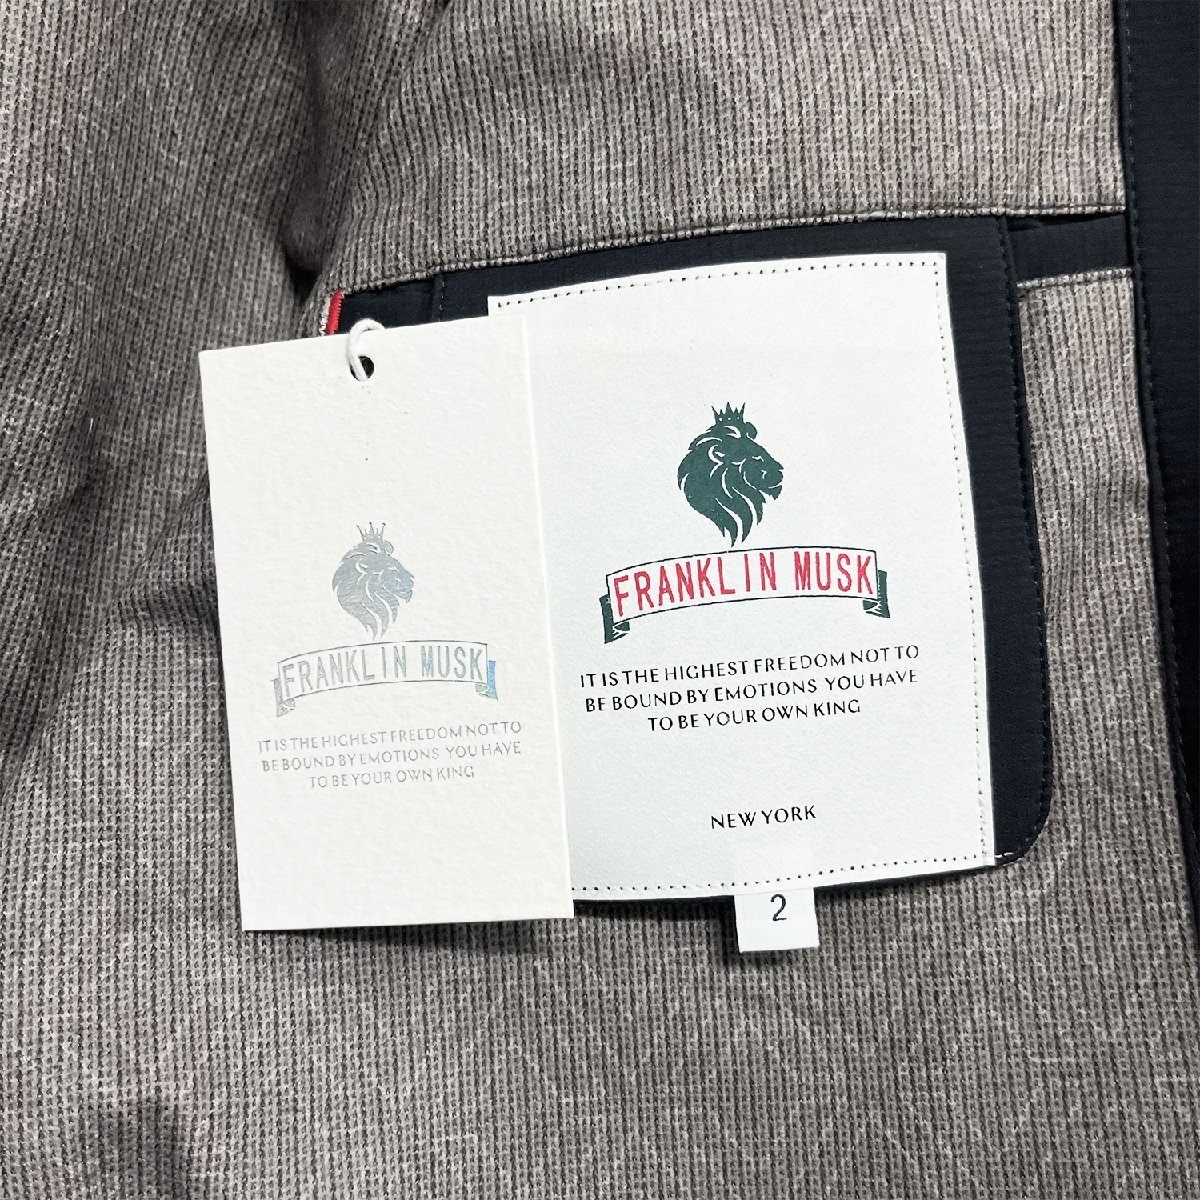 FRANKLIN MUSK
IT IS THE HIGHEST FREEDOM NOT TO
BE BOUND BY EMOTIONS YOU HAVE
TO BE YOUR OWN KING
FRANKLIN MUSK
IT IS THE HIGHEST FREEDOM NOT TO
BE BOUND BY EMOTIONS YOU HAVE
TO BE YOUR OWN KING
NEW YORK
2